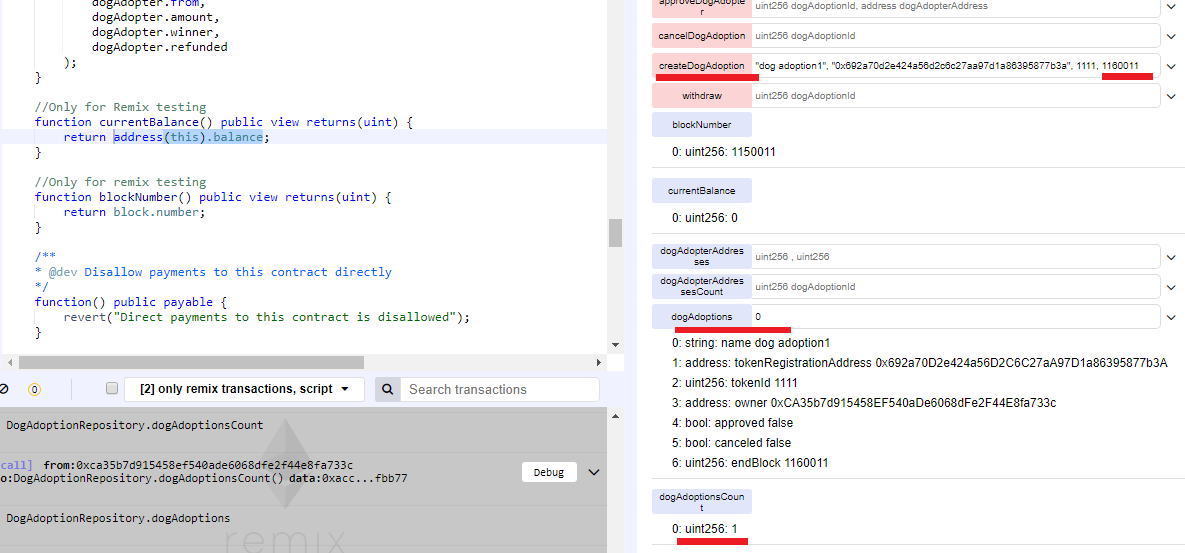 dogAdopter.from,
dogAdopter.amount,
dogAdopter.winner,
dogAdopter.refunded
);
}
//Only for Remix testing
function currentBalance() public view returns(uint) {
return address(this).balance;
}
//Only for remix testing
function blockNumber() public view returns(uint) {
return block.number;
}
/**
* @dev Disallow payments to this contract directly
*/
function() public payable {
revert("Direct payments to this contract is disallowed");
}
0
[2] only remix transactions, script
Search transactions
DogAdoptionRepository.dogAdoptionsCount
call] from:0xca35b7d915458ef540ade6068dfe2f44e8fa733c
o:DogAdoptionRepository.dogAdoptionsCount() data:0xacc...fbb77
Debug
DogAdoptionRepository.dogAdoptions
remix
approveDogAdopte
r
uint256 dogAdoptionId, address dogAdopterAddress
cancelDogAdoption
uint256 dogAdoptionId
createDogAdoption
"dog adoption1", "0x692a70d2e424a56d2c6c27aa97d1a86395877b3a", 1111, 1160011
withdraw
uint256 dogAdoptionId
blockNumber
0: uint256: 1150011
currentBalance
0: uint256: 0
dogAdopterAddres
ses
uint256 , uint256
dogAdopterAddres
sesCount
uint256 dogAdoptionId
dogAdoptions
0
0: string: name dog adoption1
1: address: tokenRegistrationAddress 0x692a70D2e424a56D2C6C27aA97D1a86395877b3A
2: uint256: tokenId 1111
3: address: owner 0xCA35b7d915458EF540aDe6068dFe2F44E8fa733c
4: bool: approved false
5: bool: canceled false
6: uint256: endBlock 1160011
dogAdoptionsCoun
t
0: uint256: 1